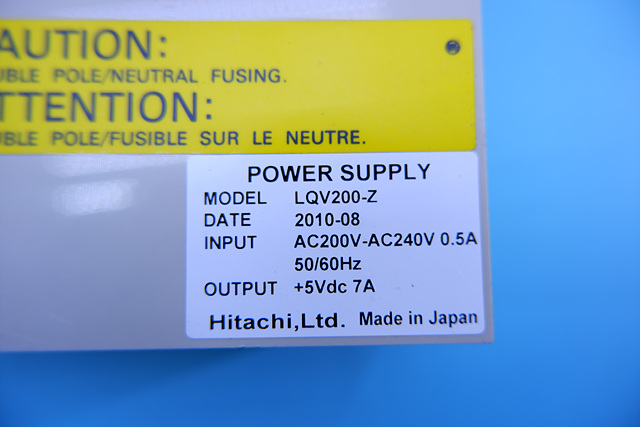 AUTION:
UBLE POLE/NEUTRAL FUSING.
TTENTION:
UBLE POLE/FUSIBLE SUR LE NEUTRE.
POWER SUPPLY
MODEL LQV200-Z
DATE 2010-08
INPUT AC200V-AC240V 0.5A
50/60Hz
OUTPUT +5Vdc 7A
Hitachi,Ltd. Made in Japan